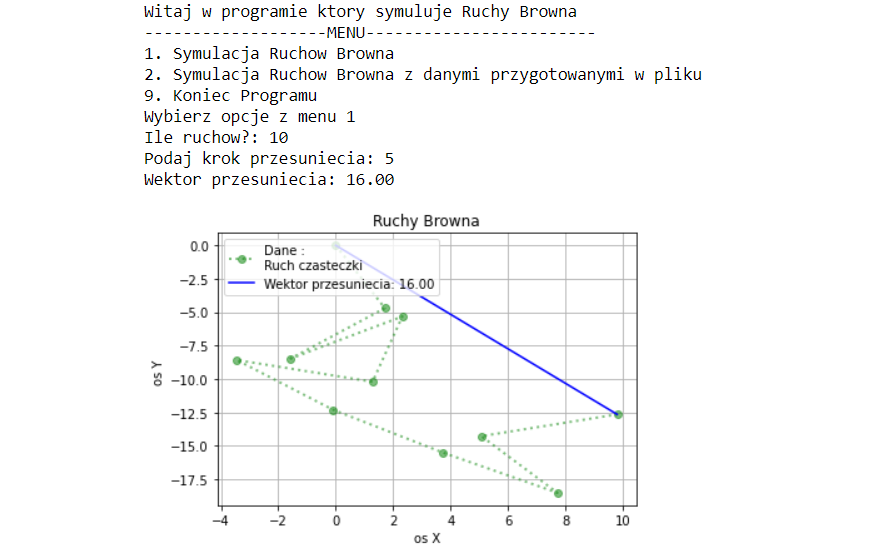 Witaj w programie ktory symuluje Ruchy Browna
-------------------MENU------------------------
1. Symulacja Ruchow Browna
2. Symulacja Ruchow Browna z danymi przygotowanymi w pliku
9. Koniec Programu
Wybierz opcje z menu 1
Ile ruchow?: 10
Podaj krok przesuniecia: 5
Wektor przesuniecia: 16.00
Ruchy Browna
Dane :
Ruch czasteczki
Wektor przesuniecia: 16.00
os Y
0.0
−2.5
−5.0
−7.5
−10.0
−12.5
−15.0
−17.5
−4 −2 0 2 4 6 8 10
os X